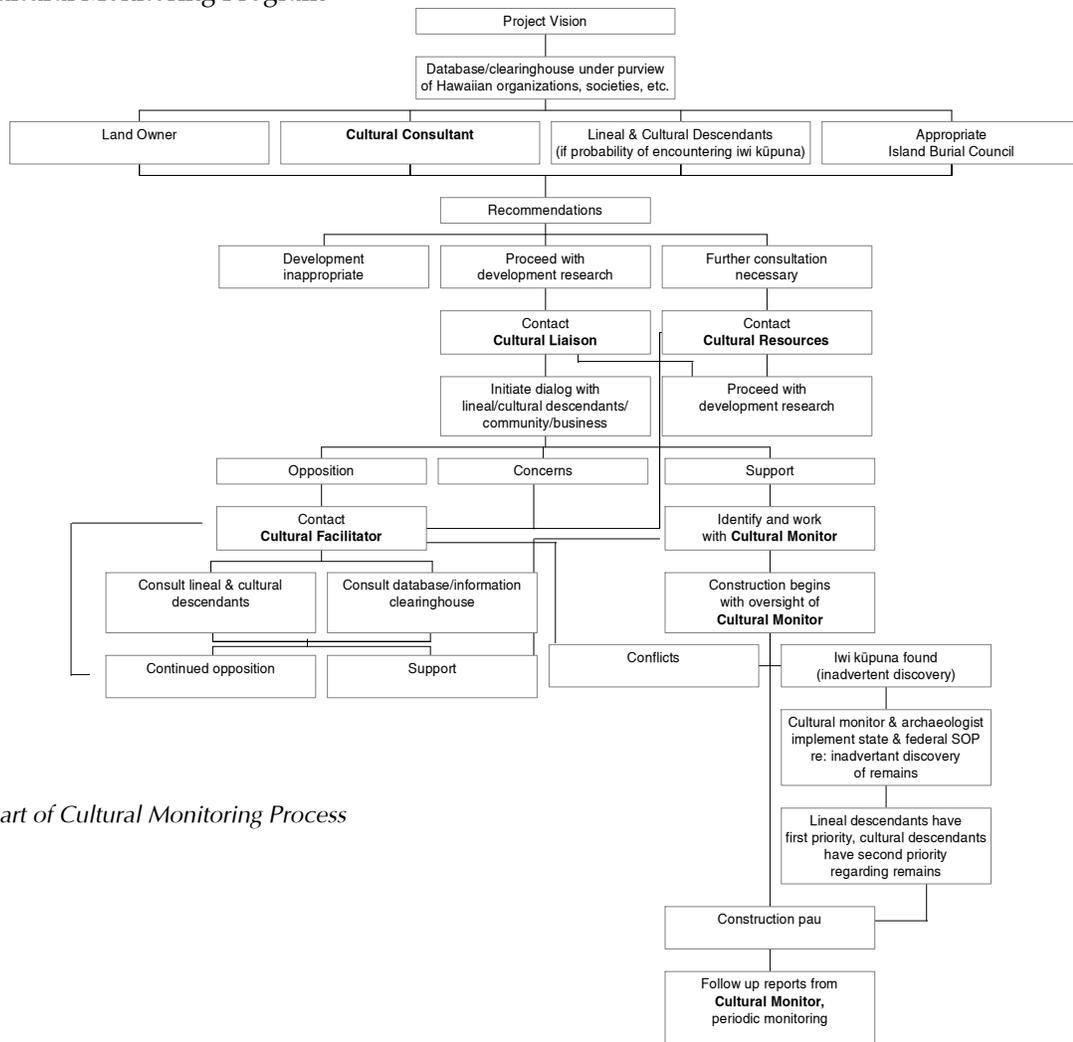 Monitoring Program
Project Vision
Database/clearinghouse under purview
of Hawaiian organizations, societies, etc.
Land Owner
Cultural Consultant
Lineal & Cultural Descendants
(if probability of encountering iwi kūpuna)
Appropriate
Island Burial Council
Recommendations
Development
inappropriate
Proceed with
development research
Further consultation
necessary
Contact
Cultural Liaison
Contact
Cultural Resources
Initiate dialog with
lineal/cultural descendants/
community/business
Proceed with
development research
Opposition
Concerns
Support
Contact
Cultural Facilitator
Identify and work
with Cultural Monitor
Consult lineal & cultural
descendants
Consult database/information
clearinghouse
Construction begins
with oversight of
Cultural Monitor
Continued opposition
Support
Conflicts
Iwi kūpuna found
(inadvertent discovery)
Cultural monitor & archaeologist
implement state & federal SOP
re: inadvertant discovery
of remains
art of Cultural Monitoring Process
Lineal descendants have
first priority, cultural descendants
have second priority
regarding remains
Construction pau
Follow up reports from
Cultural Monitor,
periodic monitoring